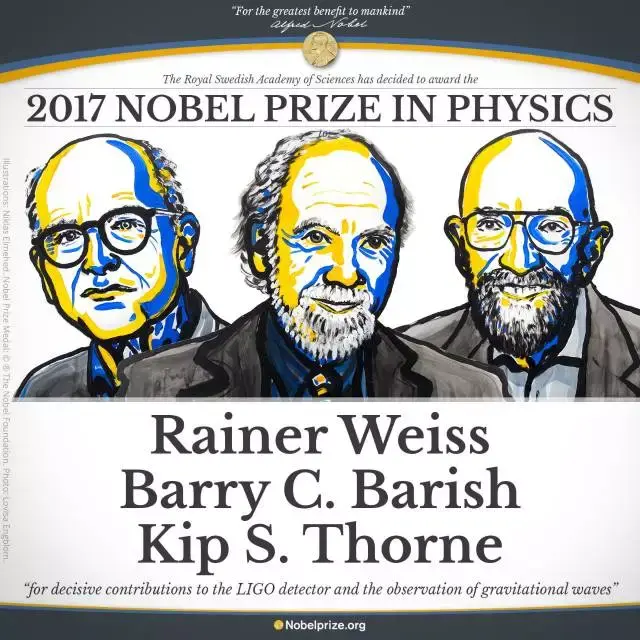 “For the greatest benefit to mankind”
Alfred Nobel
The Royal Swedish Academy of Sciences has decided to award the
2017 NOBEL PRIZE IN PHYSICS
to
Rainer Weiss
Barry C. Barish
Kip S. Thorne
“for decisive contributions to the LIGO detector and the observation of gravitational waves”
Nobelprize.org
Illustrations: Niklas Elmehed. Nobel Prize Medal: © ® The Nobel Foundation. Photo: Lovisa Engblom.